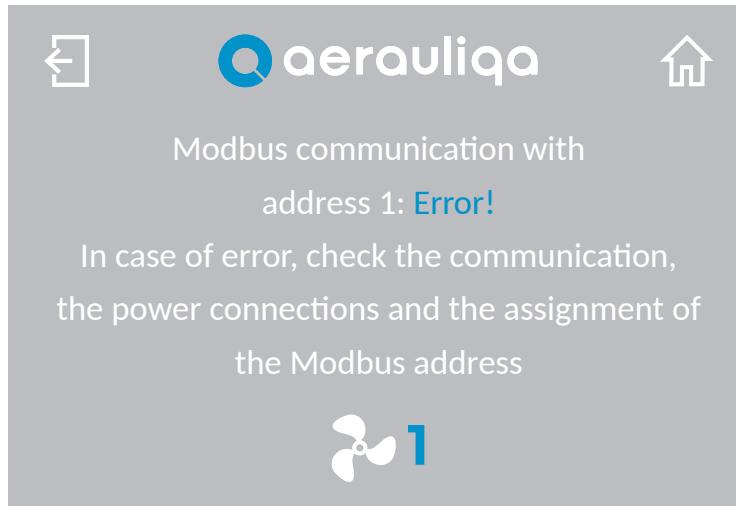 aerauliqa
Modbus communication with
address 1: Error!
In case of error, check the communication,
the power connections and the assignment of
the Modbus address
1